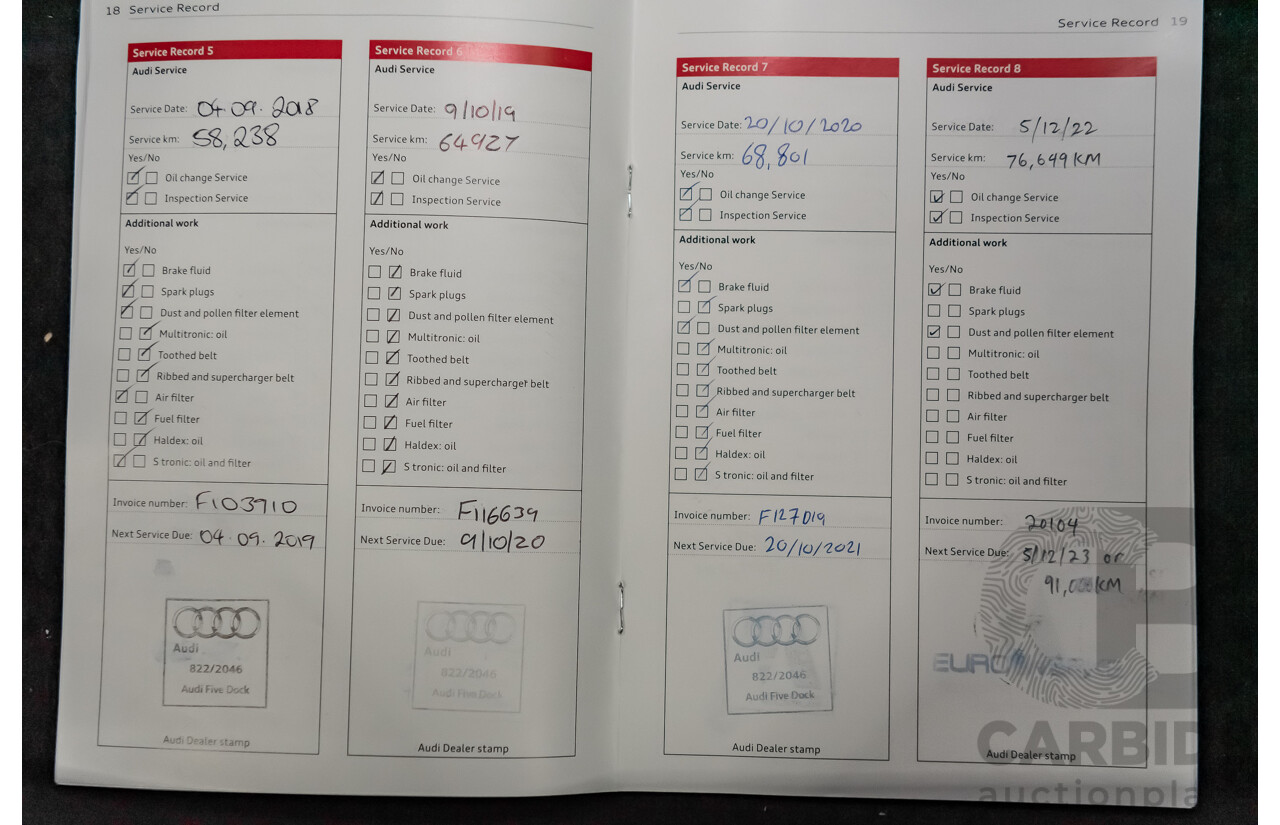 18 Service Record
Service Record 5
Audi Service
Service Date: 04.09.2018
Service km: 58,238
Yes/No
Oil change Service
Inspection Service
Additional work
Yes/No
Brake fluid
Spark plugs
Dust and pollen filter element
Multitronic: oil
Toothed belt
Ribbed and supercharger belt
Air filter
Fuel filter
Haldex: oil
S tronic: oil and filter
Invoice number: F103910
Next Service Due: 04.09.2019
Audi
822/2046
Audi Five Dock
Audi Dealer stamp
Service Record 6
Audi Service
Service Date: 9/10/19
Service km: 64927
Yes/No
Oil change Service
Inspection Service
Additional work
Yes/No
Brake fluid
Spark plugs
Dust and pollen filter element
Multitronic: oil
Toothed belt
Ribbed and supercharger belt
Air filter
Fuel filter
Haldex: oil
S tronic: oil and filter
Invoice number: F116639
Next Service Due: 9/10/20
Audi
822/2046
Audi Five Dock
Audi Dealer stamp
Service Record 19
Service Record 7
Audi Service
Service Date: 20/10/2020
Service km: 68,801
Yes/No
Oil change Service
Inspection Service
Additional work
Yes/No
Brake fluid
Spark plugs
Dust and pollen filter element
Multitronic: oil
Toothed belt
Ribbed and supercharger belt
Air filter
Fuel filter
Haldex: oil
S tronic: oil and filter
Invoice number: F127019
Next Service Due: 20/10/2021
Audi
822/2046
Audi Five Dock
Audi Dealer stamp
Service Record 8
Audi Service
Service Date: 5/12/22
Service km: 76,649 KM
Yes/No
Oil change Service
Inspection Service
Additional work
Yes/No
Brake fluid
Spark plugs
Dust and pollen filter element
Multitronic: oil
Toothed belt
Ribbed and supercharger belt
Air filter
Fuel filter
Haldex: oil
S tronic: oil and filter
Invoice number: 20104
Next Service Due: 5/12/23 or
91,000KM
EURO
Audi Dealer stamp
CARBID
auctionpla